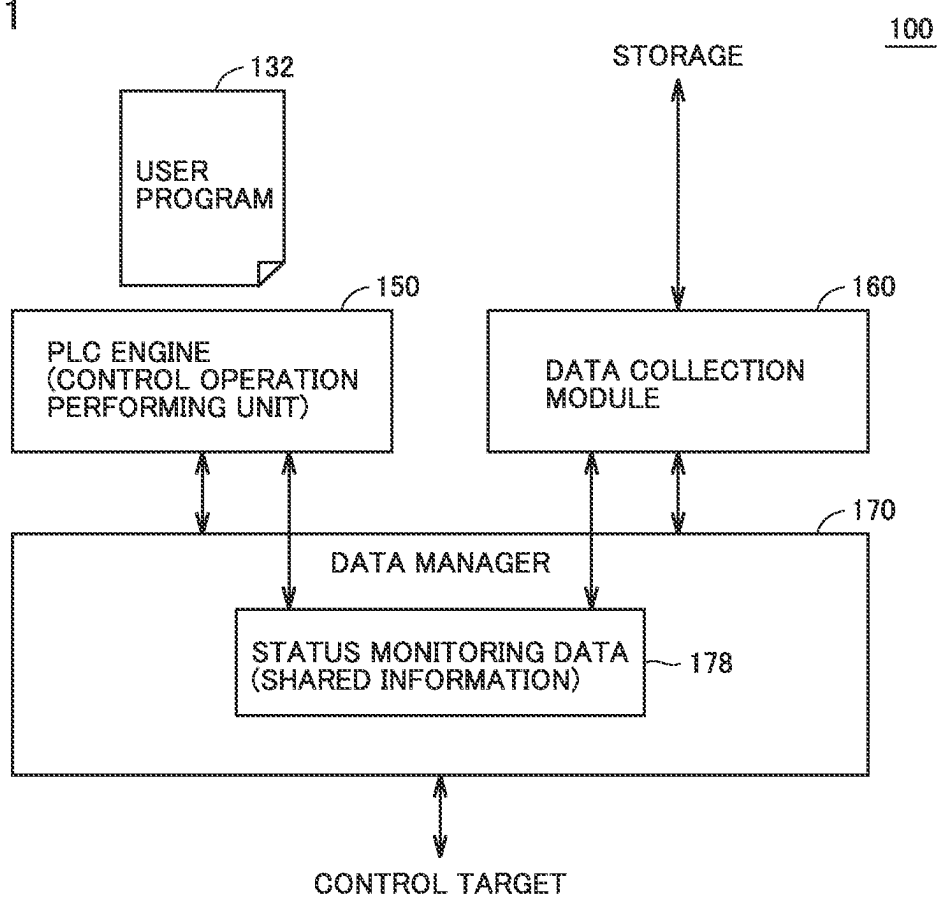 1
100
STORAGE
132
USER
PROGRAM
150
PLC ENGINE
(CONTROL OPERATION
PERFORMING UNIT)
160
DATA COLLECTION
MODULE
170
DATA MANAGER
STATUS MONITORING DATA
(SHARED INFORMATION)
178
CONTROL TARGET